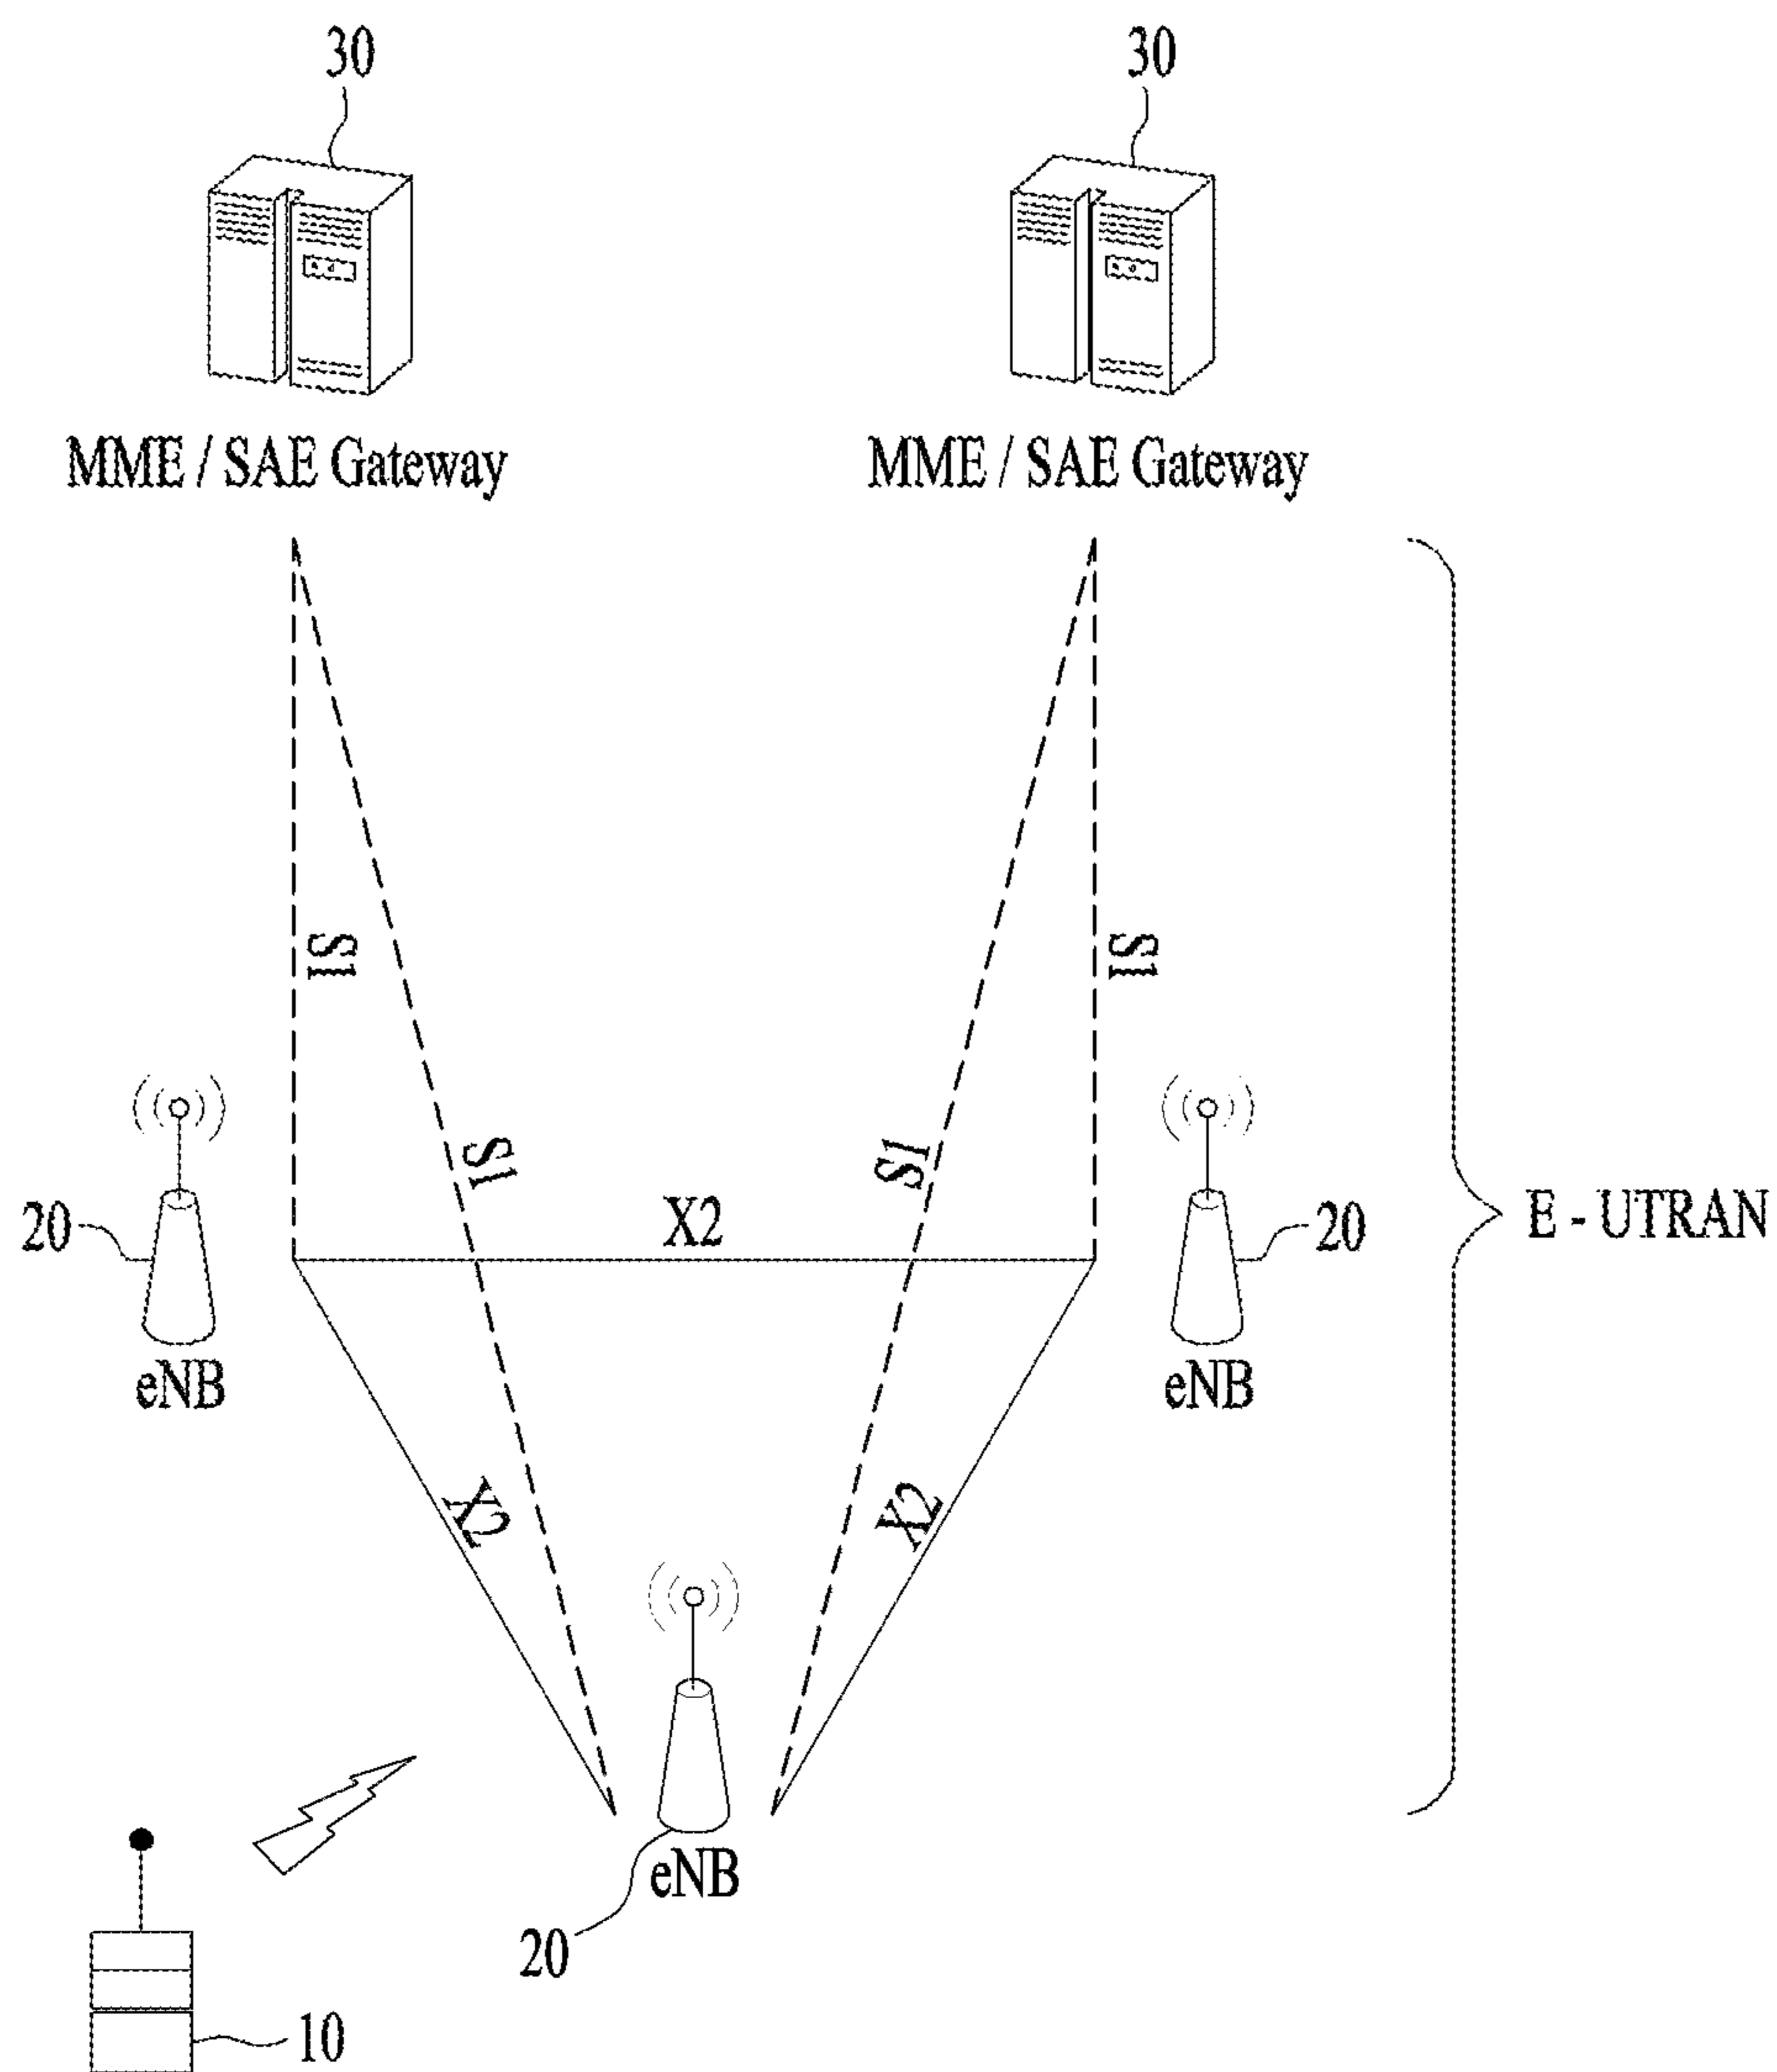 30
30
MME / SAE Gateway
MME / SAE Gateway
S1
S1
S1
S1
X2
20
20
E - UTRAN
eNB
eNB
X2
X2
eNB
20
10